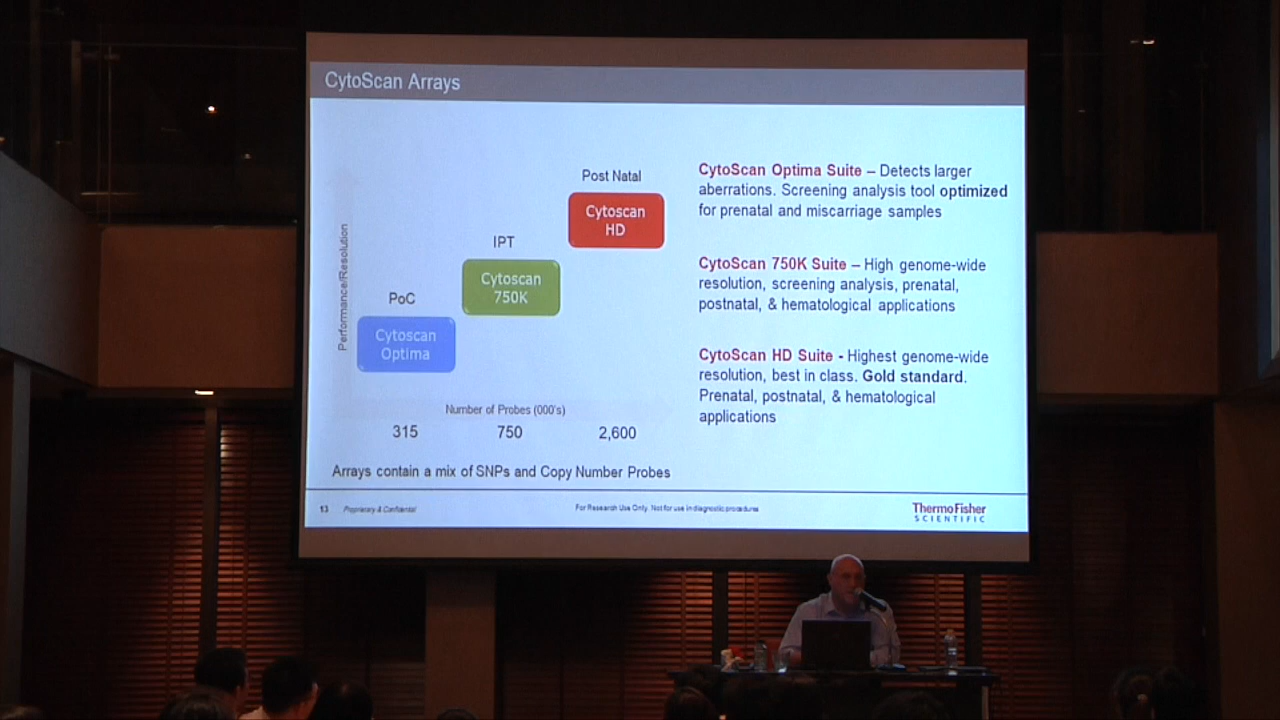 CytoScan Arrays
Performance/Resolution
PoC
Cytoscan
Optima
IPT
Cytoscan
750K
Post Natal
Cytoscan
HD
Number of Probes (000's)
315 750 2,600
Arrays contain a mix of SNPs and Copy Number Probes
CytoScan Optima Suite – Detects larger
aberrations. Screening analysis tool optimized
for prenatal and miscarriage samples
CytoScan 750K Suite – High genome-wide
resolution, screening analysis, prenatal,
postnatal, & hematological applications
CytoScan HD Suite - Highest genome-wide
resolution, best in class. Gold standard.
Prenatal, postnatal, & hematological
applications
13 Proprietary & Confidential
For Research Use Only. Not for use in diagnostic procedures
ThermoFisher
SCIENTIFIC